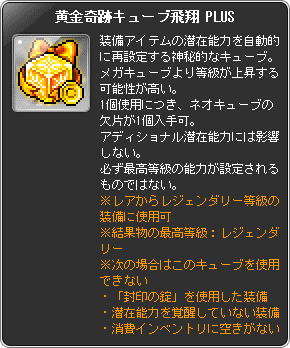 黄金奇跡キューブ飛翔 PLUS
装備アイテムの潜在能力を自動的
に再設定する神秘的なキューブ。
メガキューブより等級が上昇する
可能性が高い。
1個使用につき、ネオキューブの
欠片が1個入手可。
アディショナル潜在能力には影響
しない。
必ず最高等級の能力が設定される
ものではない。
※レアからレジェンダリー等級の
装備に使用可
※結果物の最高等級：レジェンダ
リー
※次の場合はこのキューブを使用
できない
・「封印の錠」を使用した装備
・潜在能力を覚醒していない装備
・消費インベントリに空きがない